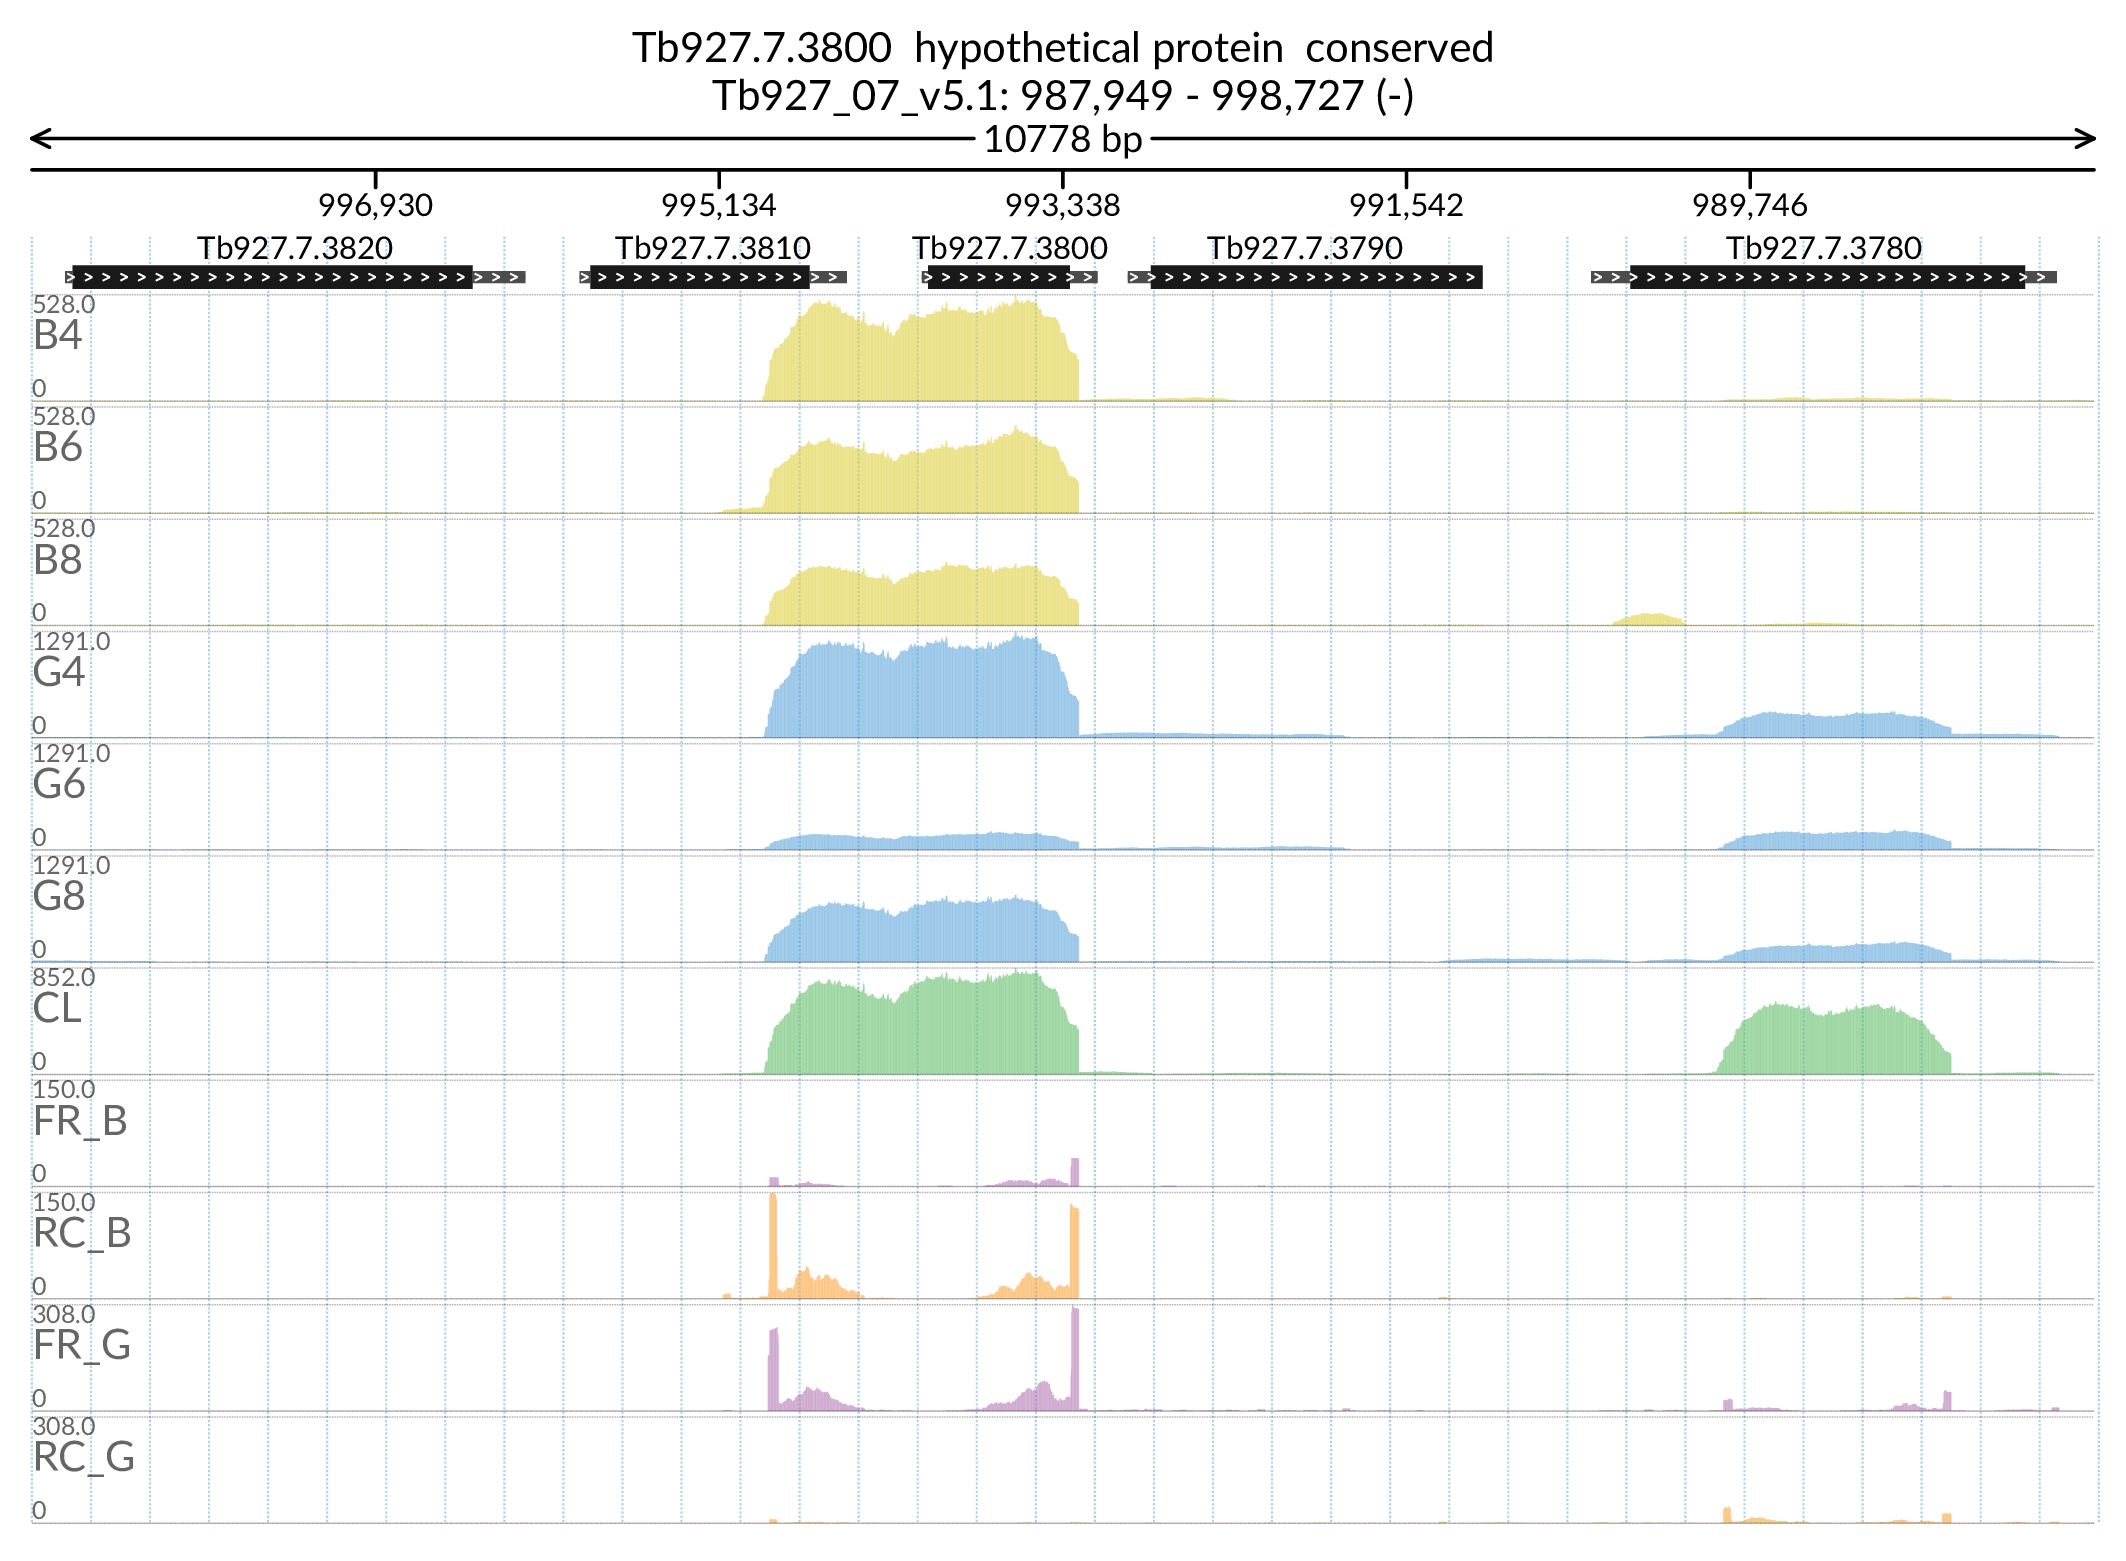 Tb927.7.3800  hypothetical protein  conserved
Tb927_07_v5.1: 987,949 - 998,727 (-)
10778 bp
996,930 995,134 993,338 991,542 989,746
Tb927.7.3820 Tb927.7.3810 Tb927.7.3800 Tb927.7.3790 Tb927.7.3780
528.0
B4
0
528.0
B6
0
528.0
B8
0
1291.0
G4
0
1291.0
G6
0
1291.0
G8
0
852.0
CL
0
150.0
FR_B
0
150.0
RC_B
0
308.0
FR_G
0
308.0
RC_G
0